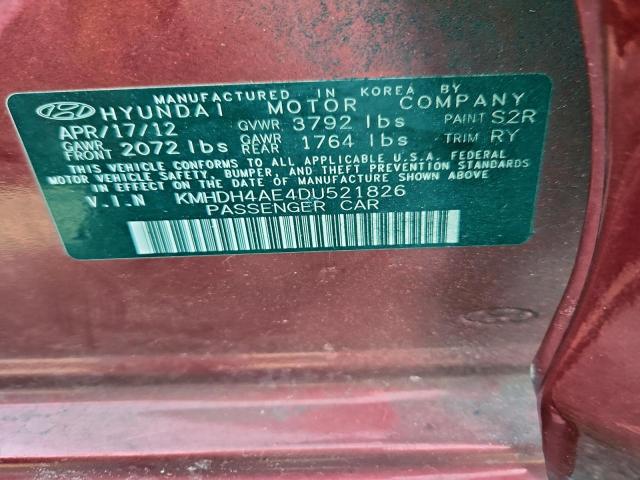 MANUFACTURED IN KOREA BY
HYUNDAI MOTOR COMPANY
APR/17/12 GVWR 3792 lbs PAINT S2R
GAWR FRONT 2072 lbs GAWR REAR 1764 lbs TRIM RY
THIS VEHICLE CONFORMS TO ALL APPLICABLE U.S.A. FEDERAL
MOTOR VEHICLE SAFETY, BUMPER, AND THEFT PREVENTION STANDARDS
IN EFFECT ON THE DATE OF MANUFACTURE SHOWN ABOVE.
V.I.N KMHDH4AE4DU521826
PASSENGER CAR